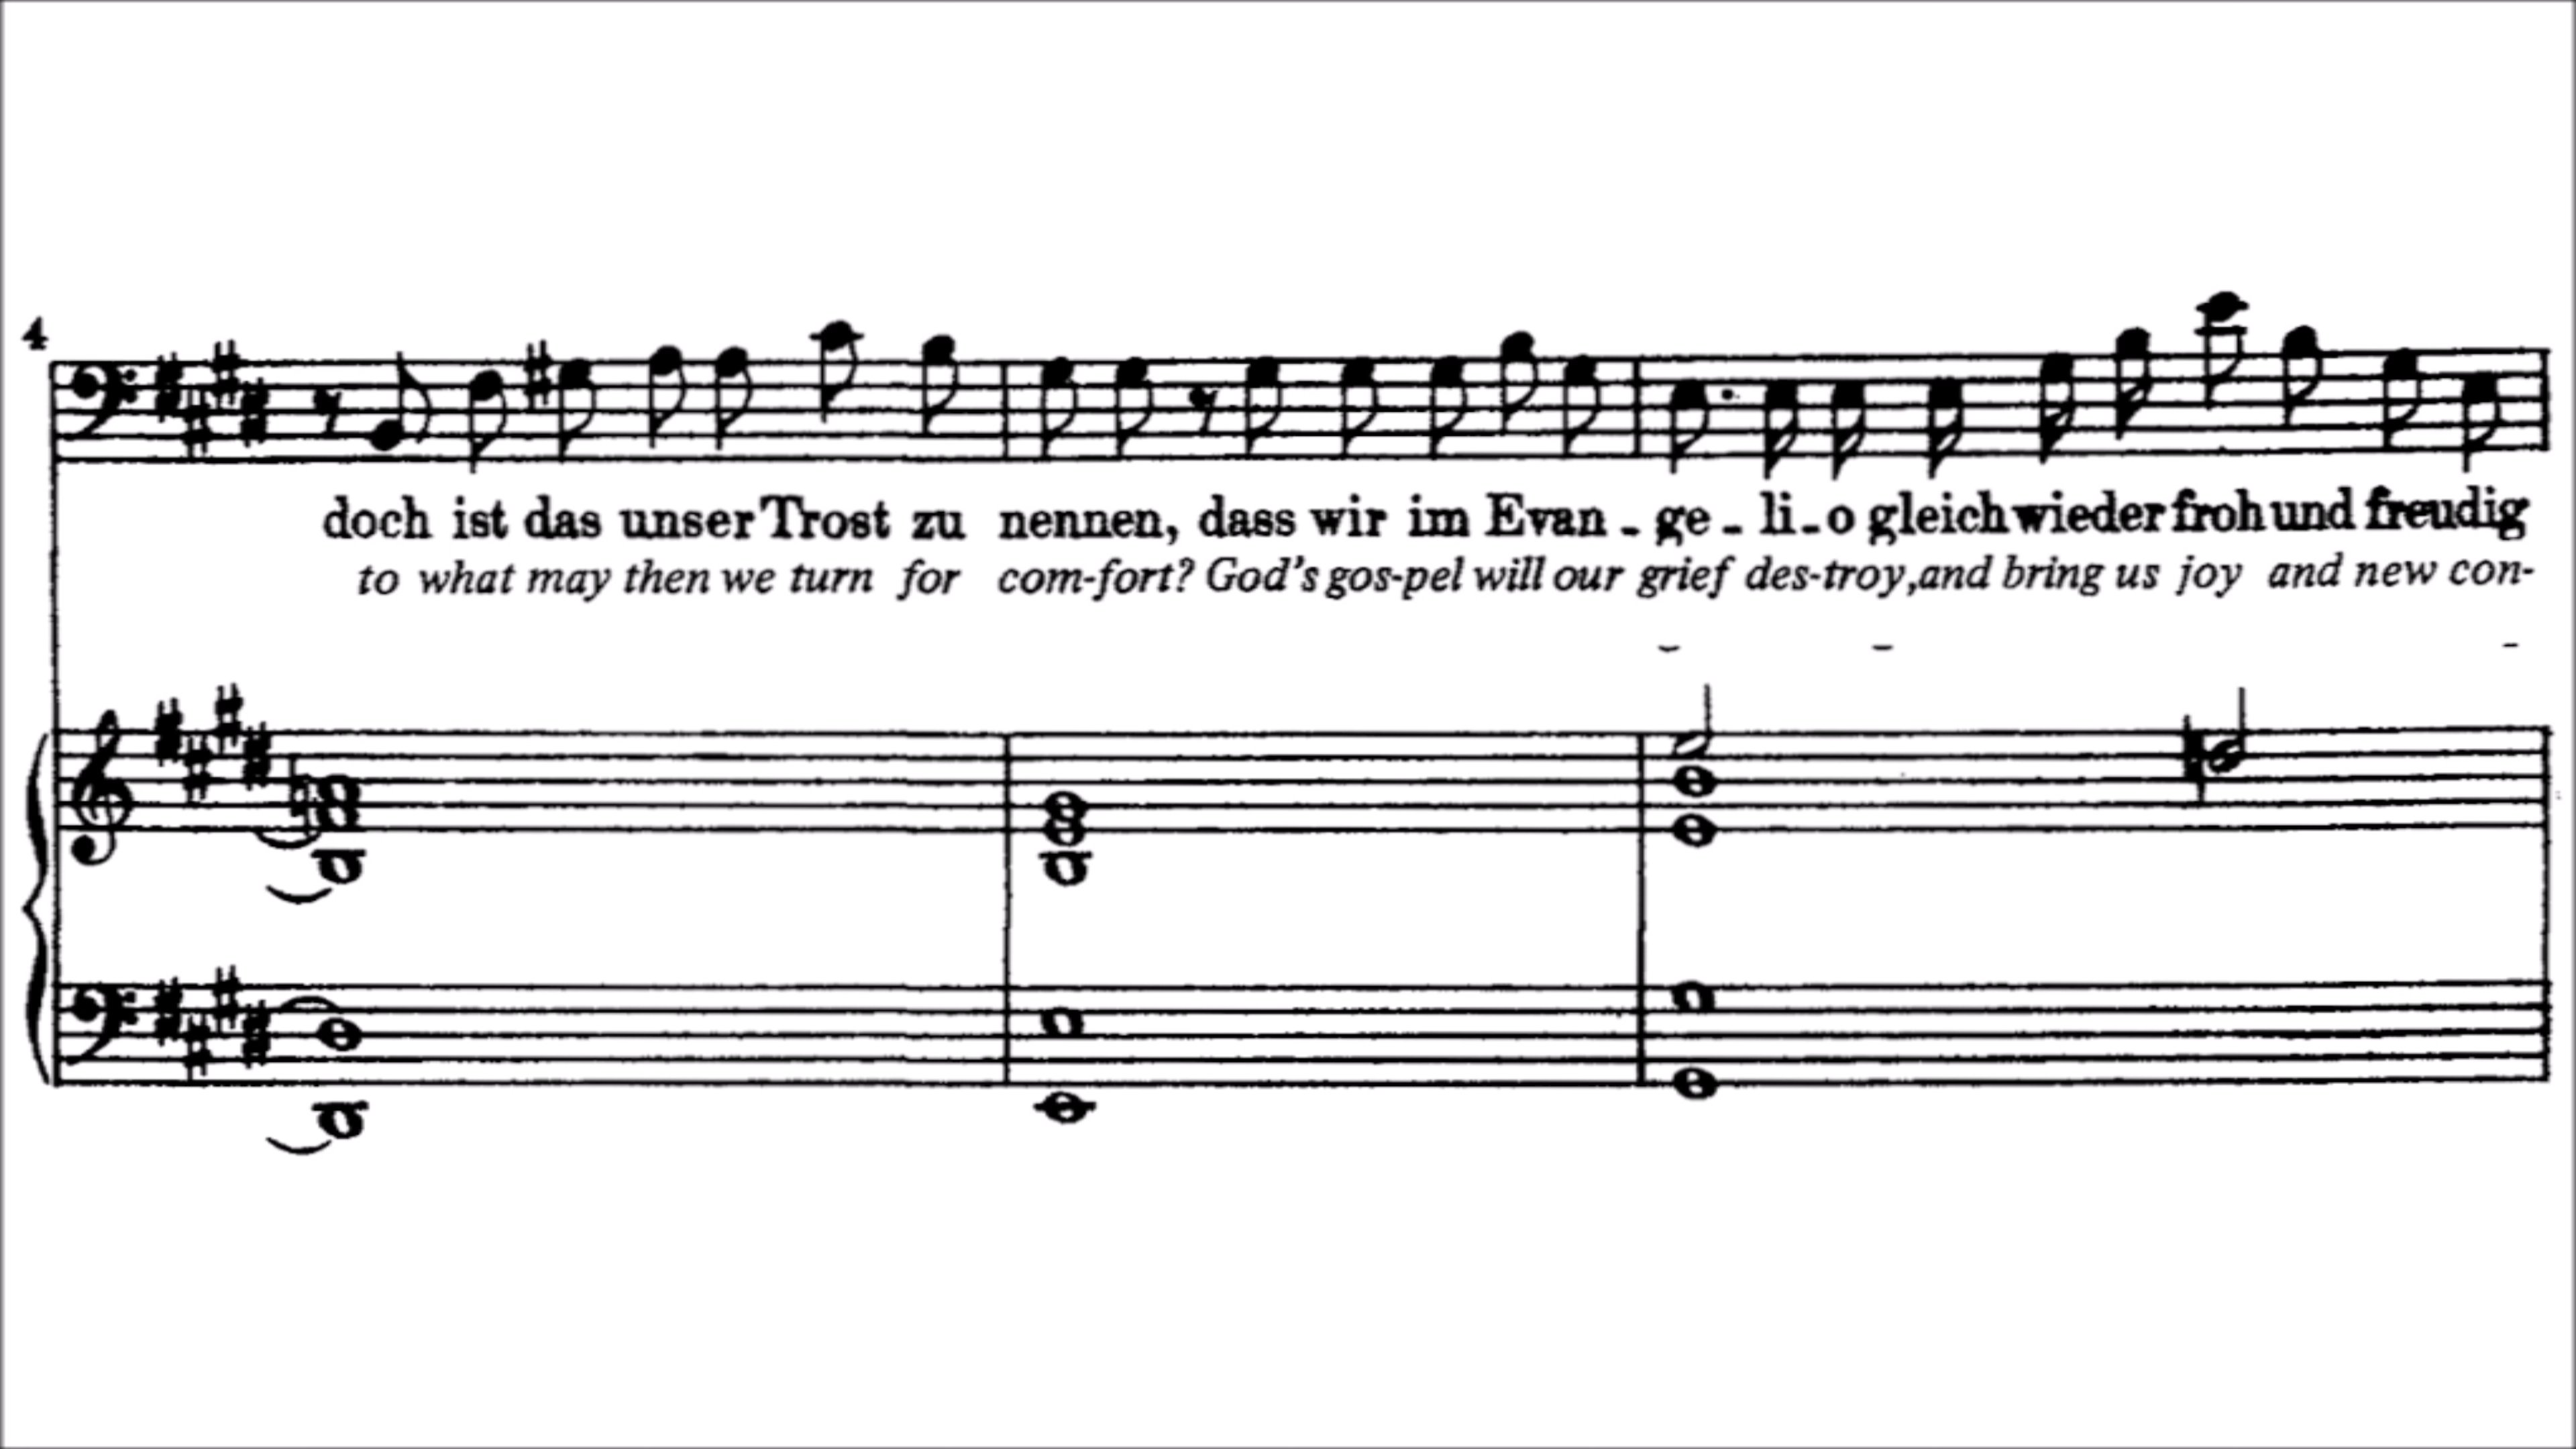 4
doch ist das unser Trost zu nennen, dass wir im Evan - ge - li - o gleich wieder froh und freudig
to what may then we turn for com-fort? God's gos-pel will our grief des-troy, and bring us joy and new con-